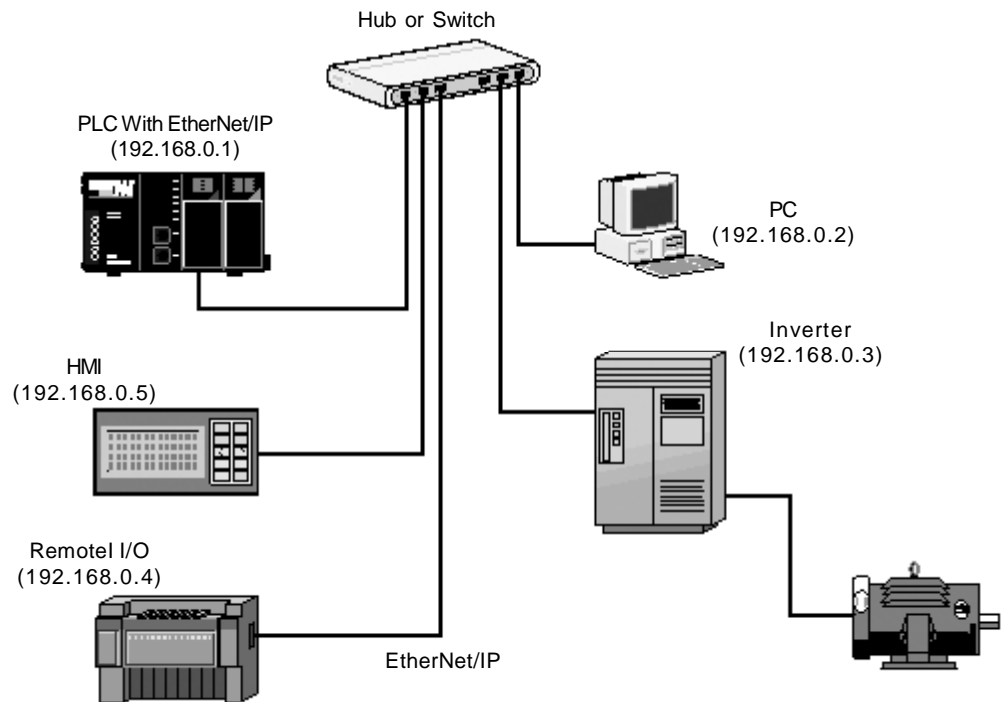 Hub or Switch
PLC With EtherNet/IP
(192.168.0.1)
PC
(192.168.0.2)
Inverter
(192.168.0.3)
HMI
(192.168.0.5)
Remotel I/O
(192.168.0.4)
EtherNet/IP